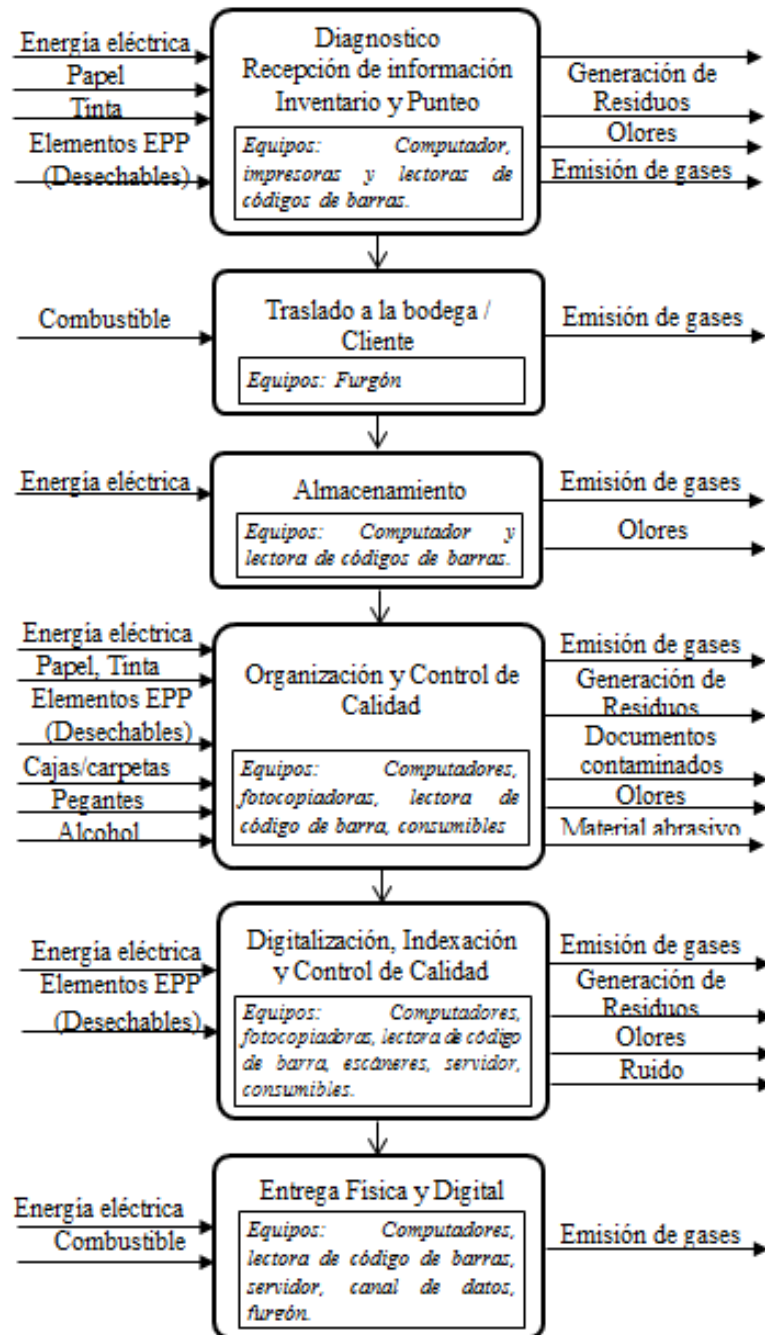 Energía eléctrica
Papel
Tinta
Elementos EPP
(Desechables)
Diagnostico
Recepción de información
Inventario y Punteo
Equipos: Computador,
impresoras y lectoras de
códigos de barras.
Generación de
Residuos
Olores
Emisión de gases
Combustible
Traslado a la bodega /
Cliente
Equipos: Furgón
Emisión de gases
Energía eléctrica
Almacenamiento
Equipos: Computador y
lectora de códigos de barras.
Emisión de gases
Olores
Energía eléctrica
Papel, Tinta
Elementos EPP
(Desechables)
Cajas/carpetas
Pegantes
Alcohol
Organización y Control de
Calidad
Equipos: Computadores,
fotocopiadoras, lectora de
código de barra, consumibles
Emisión de gases
Generación de
Residuos
Documentos
contaminados
Olores
Material abrasivo
Energía eléctrica
Elementos EPP
(Desechables)
Digitalización, Indexación
y Control de Calidad
Equipos: Computadores,
fotocopiadoras, lectora de código
de barra, escáneres, servidor,
consumibles.
Emisión de gases
Generación de
Residuos
Olores
Ruido
Energía eléctrica
Combustible
Entrega Física y Digital
Equipos: Computadores,
lectora de código de barras,
servidor, canal de datos,
furgón.
Emisión de gases